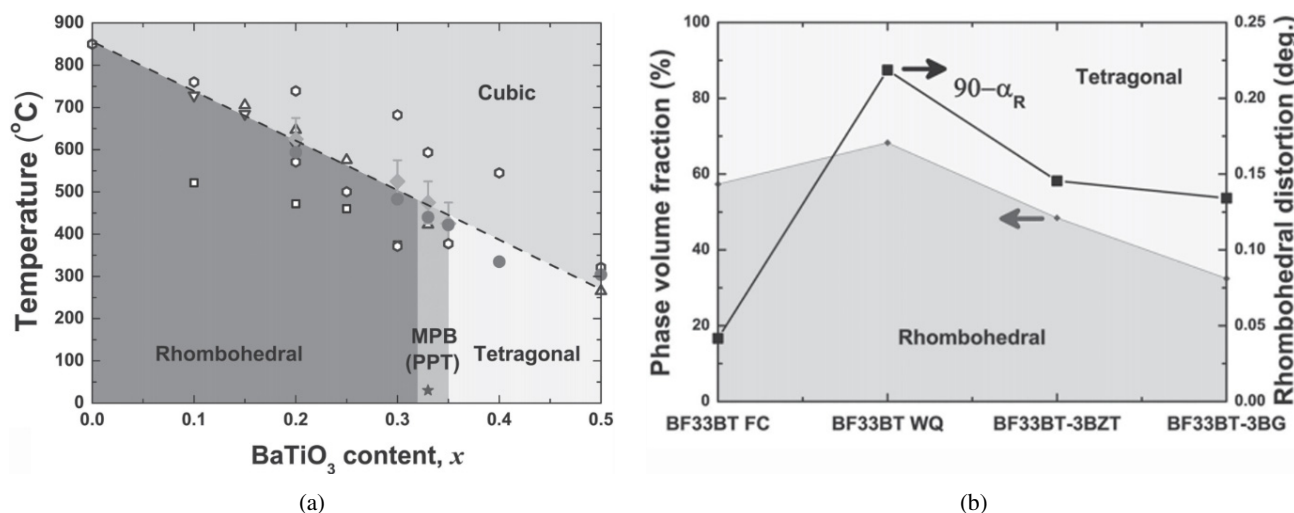 900
800
700
600
500
400
300
200
100
0
Temperature (°C)
Cubic
Rhombohedral
MPB
(PPT)
Tetragonal
0.0 0.1 0.2 0.3 0.4 0.5
BaTiO3 content, x
(a)
100
80
60
40
20
0
Phase volume fraction (%)
90−αR
Tetragonal
Rhombohedral
0.25
0.20
0.15
0.10
0.05
0.00
Rhombohedral distortion (deg.)
BF33BT FC BF33BT WQ BF33BT-3BZT BF33BT-3BG
(b)